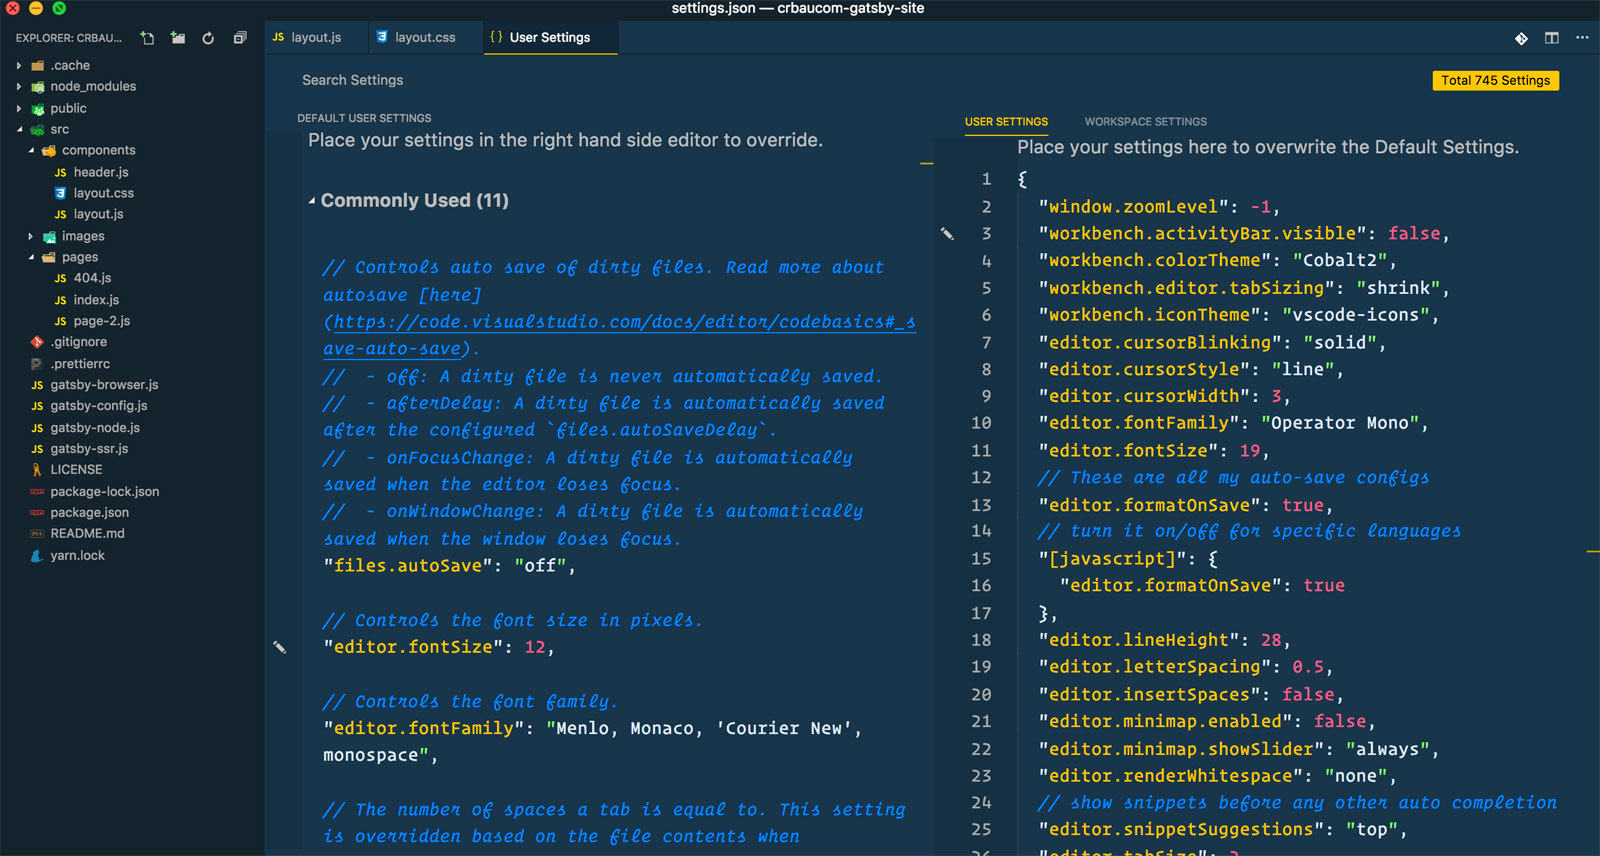 settings.json — crbaucom-gatsby-site
EXPLORER: CRBAU...
.cache
node_modules
public
src
components
header.js
layout.css
layout.js
images
pages
404.js
index.js
page-2.js
.gitignore
.prettierrc
gatsby-browser.js
gatsby-config.js
gatsby-node.js
gatsby-ssr.js
LICENSE
package-lock.json
package.json
README.md
yarn.lock
JS layout.js
layout.css
{} User Settings
Search Settings
Total 745 Settings
DEFAULT USER SETTINGS
Place your settings in the right hand side editor to override.
Commonly Used (11)
// Controls auto save of dirty files. Read more about
autosave [here]
(https://code.visualstudio.com/docs/editor/codebasics#_s
ave-auto-save).
//  - off: A dirty file is never automatically saved.
//  - afterDelay: A dirty file is automatically saved
after the configured `files.autoSaveDelay`.
//  - onFocusChange: A dirty file is automatically
saved when the editor loses focus.
//  - onWindowChange: A dirty file is automatically
saved when the window loses focus.
"files.autoSave": "off",
// Controls the font size in pixels.
"editor.fontSize": 12,
// Controls the font family.
"editor.fontFamily": "Menlo, Monaco, 'Courier New',
monospace",
// The number of spaces a tab is equal to. This setting
is overridden based on the file contents when
USER SETTINGS
WORKSPACE SETTINGS
Place your settings here to overwrite the Default Settings.
1 {
2 "window.zoomLevel": -1,
3 "workbench.activityBar.visible": false,
4 "workbench.colorTheme": "Cobalt2",
5 "workbench.editor.tabSizing": "shrink",
6 "workbench.iconTheme": "vscode-icons",
7 "editor.cursorBlinking": "solid",
8 "editor.cursorStyle": "line",
9 "editor.cursorWidth": 3,
10 "editor.fontFamily": "Operator Mono",
11 "editor.fontSize": 19,
12 // These are all my auto-save configs
13 "editor.formatOnSave": true,
14 // turn it on/off for specific languages
15 "[javascript]": {
16 "editor.formatOnSave": true
17 },
18 "editor.lineHeight": 28,
19 "editor.letterSpacing": 0.5,
20 "editor.insertSpaces": false,
21 "editor.minimap.enabled": false,
22 "editor.minimap.showSlider": "always",
23 "editor.renderWhitespace": "none",
24 // show snippets before any other auto completion
25 "editor.snippetSuggestions": "top",